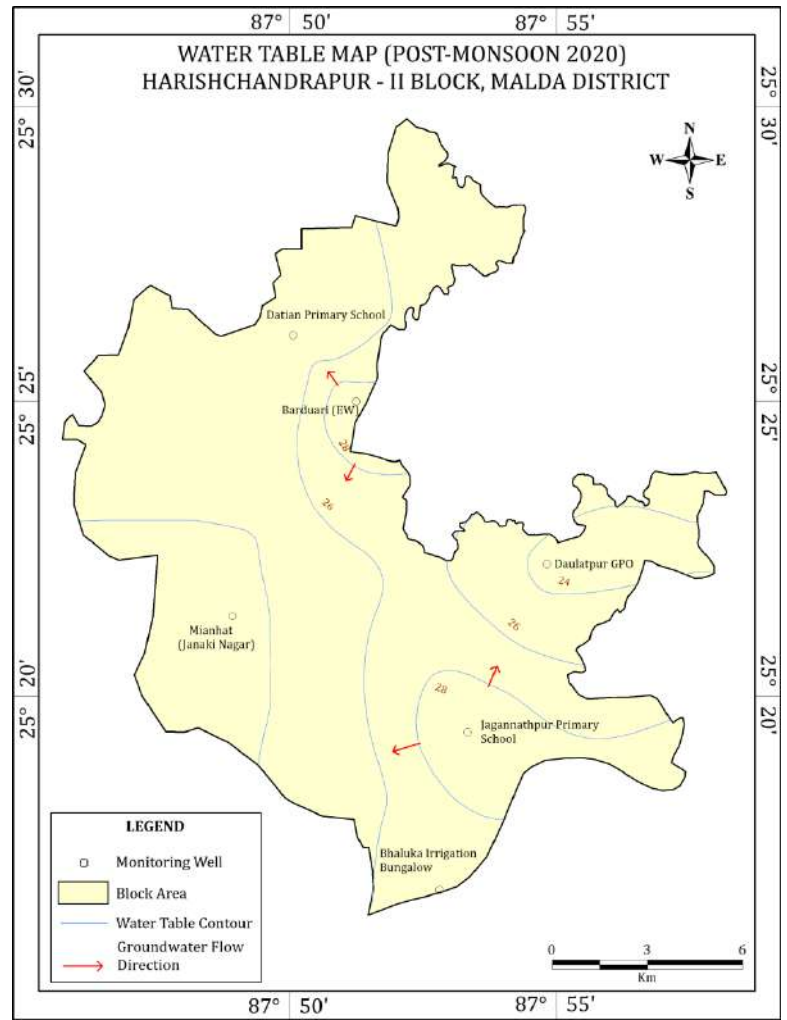 87° 50' 87° 55'
WATER TABLE MAP (POST-MONSOON 2020)
HARISHCHANDRAPUR - II BLOCK, MALDA DISTRICT
25° 30'
25° 30'
N
W E
S
Datian Primary School
25° 25'
25° 25'
Barduari (EW)
28
26
Daulatpur GPO
24
Mianhat
(Janaki Nagar)
26
25° 20'
25° 20'
28
Jagannathpur Primary
School
Bhaluka Irrigation
Bungalow
LEGEND
Monitoring Well
Block Area
Water Table Contour
Groundwater Flow
Direction
0 3 6
Km
87° 50' 87° 55'